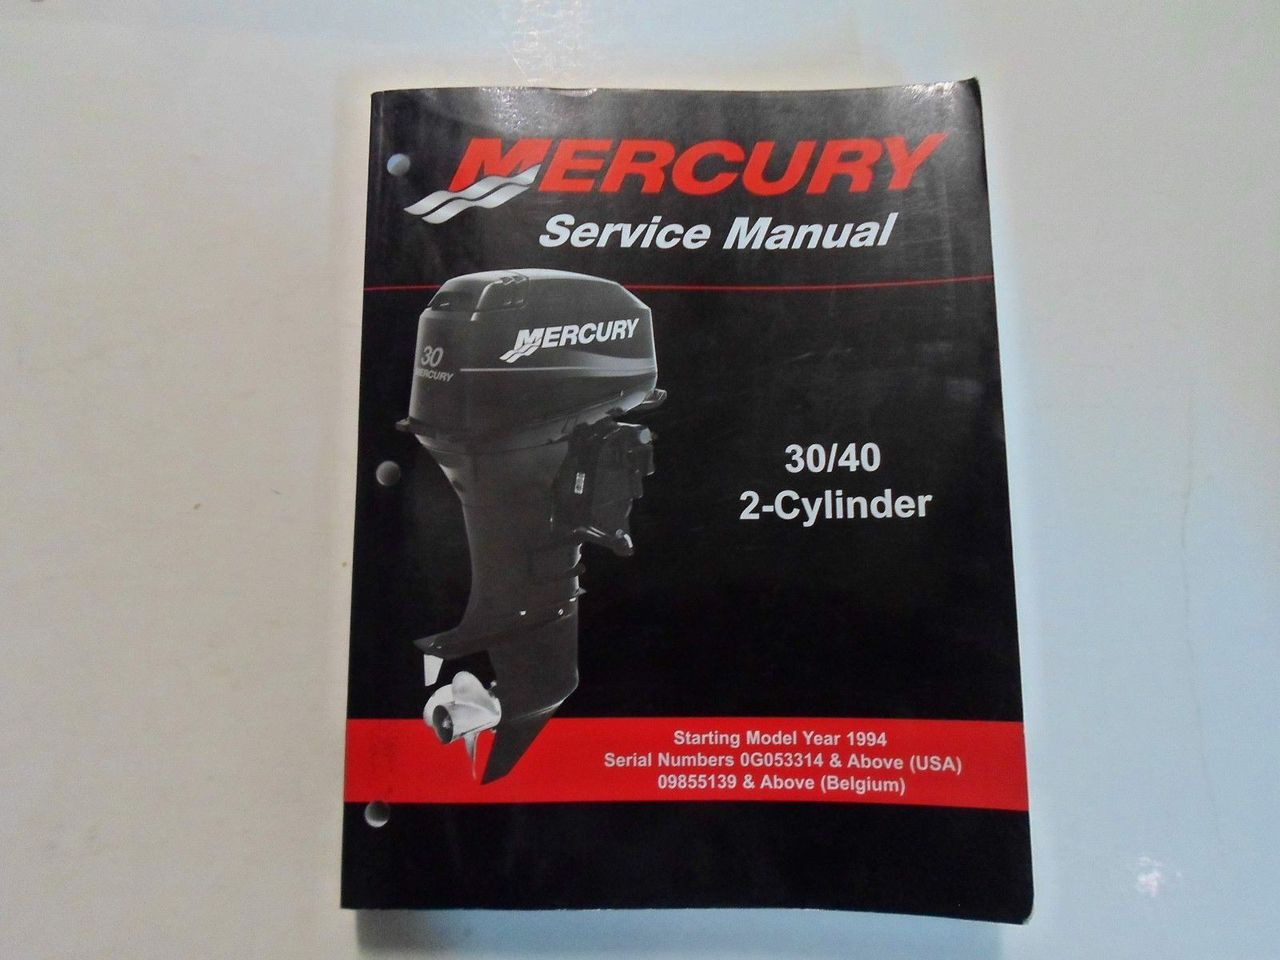 MERCURY
Service Manual
MERCURY
30
MERCURY
30/40
2-Cylinder
Starting Model Year 1994
Serial Numbers 0G053314 & Above (USA)
09855139 & Above (Belgium)